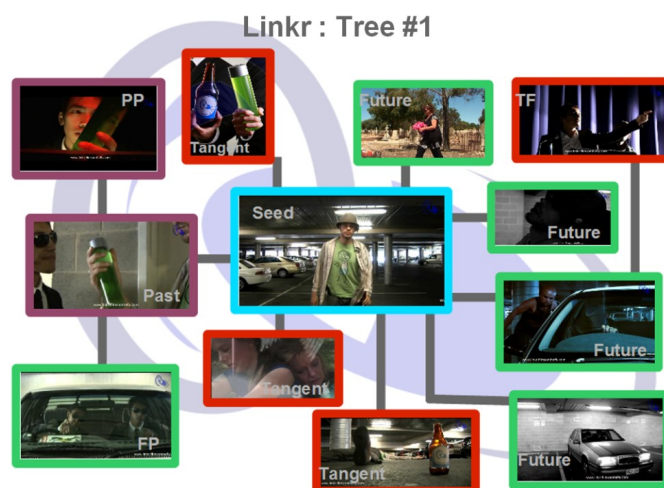 Linkr : Tree #1
PP
Tangent
Future
TF
Seed
Future
Past
Future
Tangent
FP
Tangent
Future